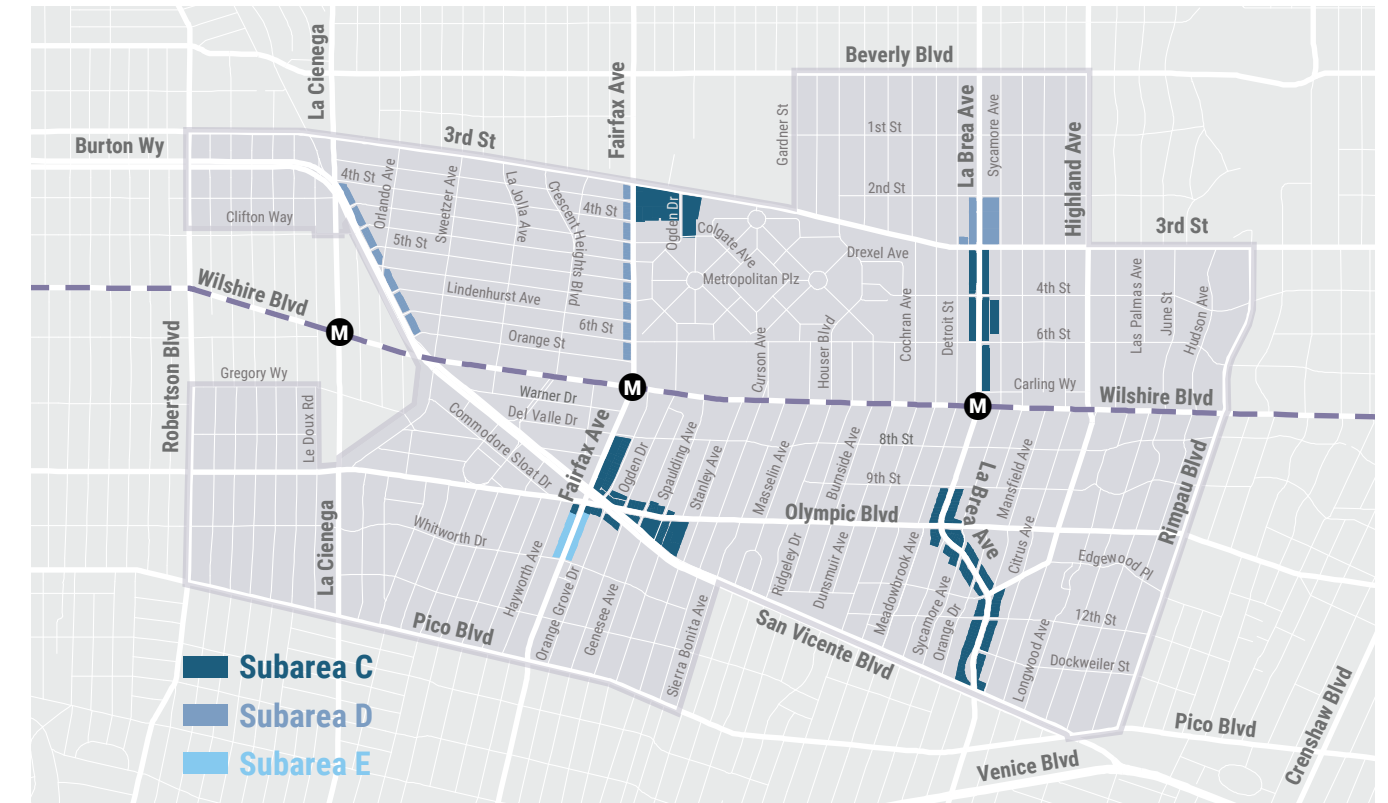 La Cienega
Beverly Blvd
Fairfax Ave
Gardner St
La Brea Ave
Sycamore Ave
1st St
Highland Ave
Burton Wy
3rd St
4th St
Orlando Ave
Sweetzer Ave
La Jolla Ave
Crescent Heights Blvd
4th St
Ogden Dr
Colgate Ave
2nd St
Clifton Way
5th St
Drexel Ave
3rd St
Metropolitan Plz
Wilshire Blvd
Lindenhurst Ave
4th St
Las Palmas Ave
June St
Hudson Ave
M
6th St
Orange St
Cochran Ave
Detroit St
6th St
Robertson Blvd
Curson Ave
Houser Blvd
Gregory Wy
M
Carling Wy
Wilshire Blvd
Warner Dr
Del Valle Dr
M
Le Doux Rd
Commodore Sloat Dr
Fairfax Ave
Ogden Dr
Spaulding Ave
Stanley Ave
Masselin Ave
Burnside Ave
8th St
9th St
La Brea Ave
Mansfield Ave
Rimpau Blvd
Olympic Blvd
La Cienega
Whitworth Dr
Hayworth Ave
Orange Grove Dr
Genesee Ave
Sierra Bonita Ave
Ridgeley Dr
Dunsmuir Ave
Meadowbrook Ave
Sycamore Ave
Orange Dr
Citrus Ave
Edgewood Pl
12th St
Longwood Ave
Dockweiler St
Pico Blvd
San Vicente Blvd
Subarea C
Subarea D
Subarea E
Pico Blvd
Venice Blvd
Crenshaw Blvd